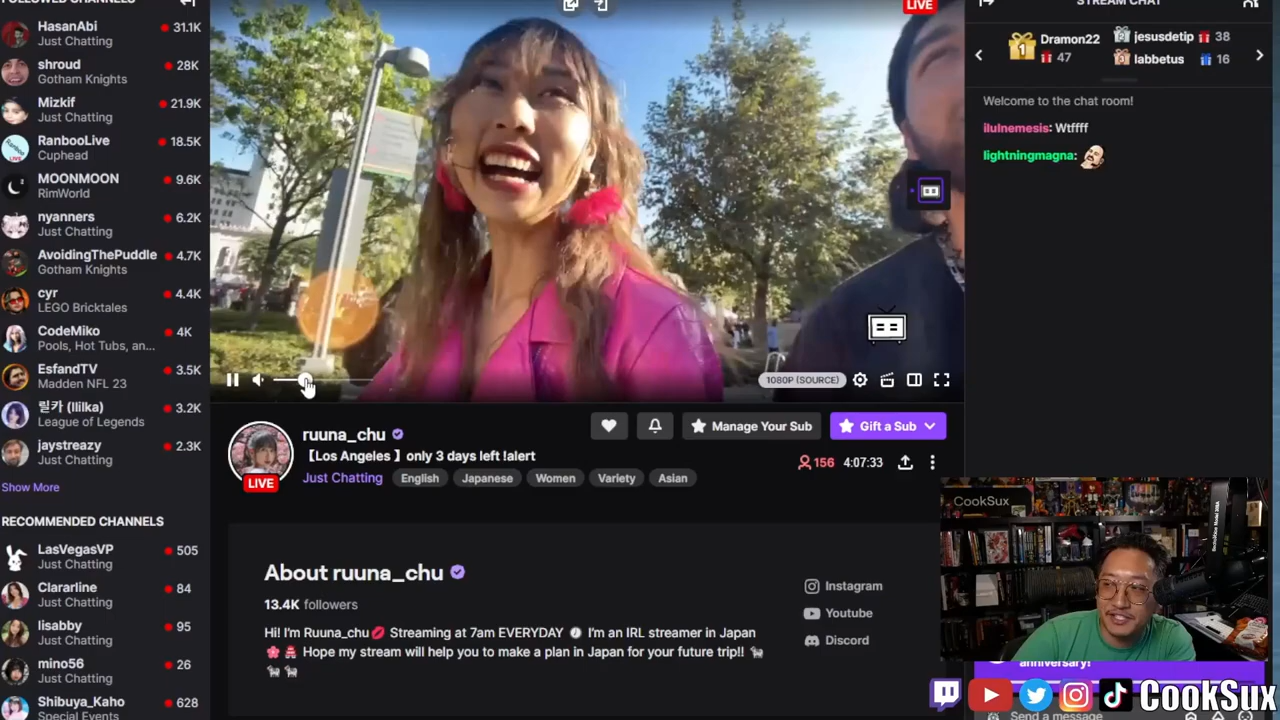 FOLLOWED CHANNELS
HasanAbi
Just Chatting
31.1K
shroud
Gotham Knights
28K
Mizkif
Just Chatting
21.9K
RanbooLive
Cuphead
18.5K
MOONMOON
RimWorld
9.6K
nyanners
Just Chatting
6.2K
AvoidingThePuddle
Gotham Knights
4.7K
cyr
LEGO Bricktales
4.4K
CodeMiko
Pools, Hot Tubs, an...
4K
EsfandTV
Madden NFL 23
3.5K
릴카 (lilka)
League of Legends
3.2K
jaystreazy
Just Chatting
2.3K
Show More
RECOMMENDED CHANNELS
LasVegasVP
Just Chatting
505
Clararline
Just Chatting
84
lisabby
Just Chatting
95
mino56
Just Chatting
26
Shibuya_Kaho
Special Events
628
LIVE
1080P (SOURCE)
ruuna_chu
【Los Angeles 】only 3 days left !alert
Just Chatting
English
Japanese
Women
Variety
Asian
LIVE
Manage Your Sub
Gift a Sub
156
4:07:33
About ruuna_chu
13.4K followers
Hi! I'm Ruuna_chu💋 Streaming at 7am EVERYDAY 🕖 I'm an IRL streamer in Japan
🌸 🗼 Hope my stream will help you to make a plan in Japan for your future trip!! 🐈‍⬛
🐈‍⬛ 🐈‍⬛
Instagram
Youtube
Discord
STREAM CHAT
1
Dramon22
47
2
jesusdetip
38
3
labbetus
16
Welcome to the chat room!
ilulnemesis: Wtffff
lightningmagna:
CookSux
anniversary!
CookSux
Send a message